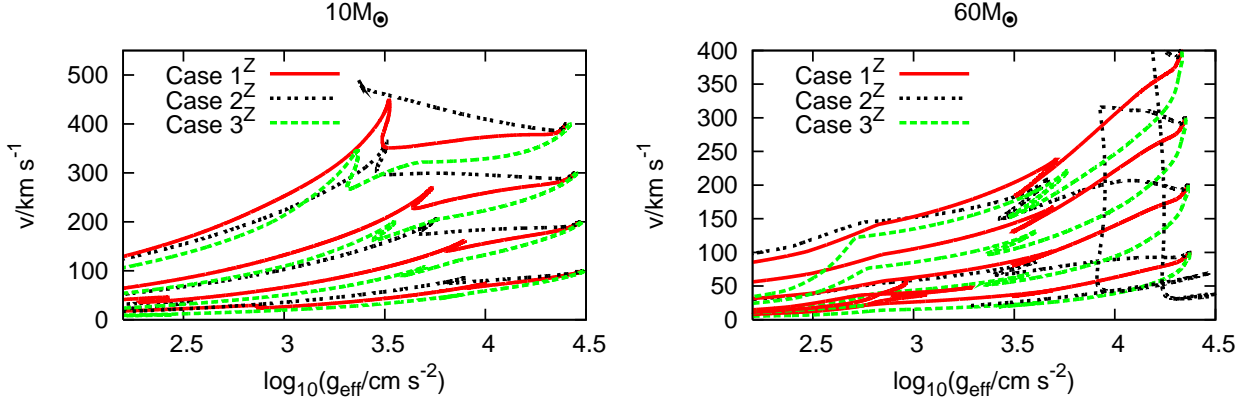 10M☉
500
400
300
200
100
0
v/km s⁻¹
Case 1ᶻ
Case 2ᶻ
Case 3ᶻ
2.5 3 3.5 4 4.5
log₁₀(g_eff/cm s⁻²)
60M☉
400
350
300
250
200
150
100
50
0
v/km s⁻¹
Case 1ᶻ
Case 2ᶻ
Case 3ᶻ
2.5 3 3.5 4 4.5
log₁₀(g_eff/cm s⁻²)